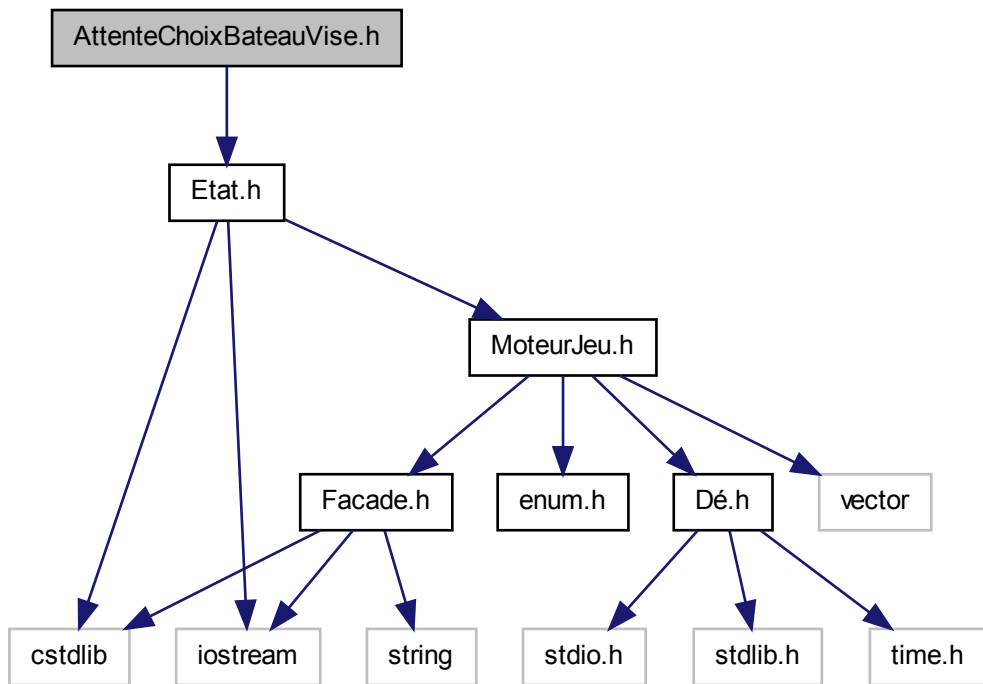 AttenteChoixBateauVise.h
Etat.h
MoteurJeu.h
Facade.h
enum.h
Dé.h
vector
cstdlib
iostream
string
stdio.h
stdlib.h
time.h